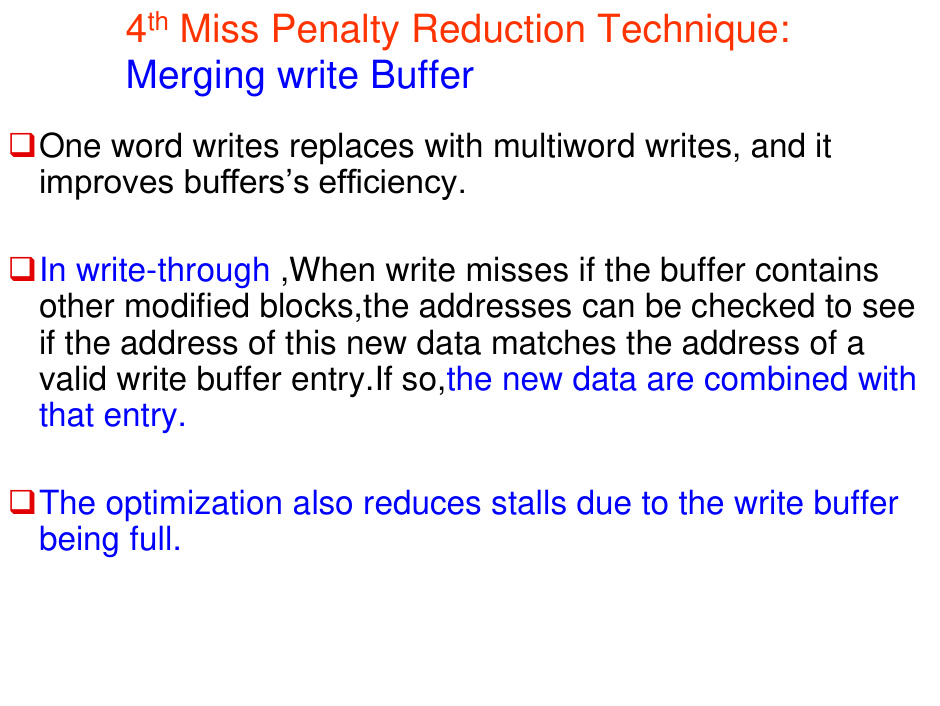 4th Miss Penalty Reduction Technique:
Merging write Buffer
❑One word writes replaces with multiword writes, and it
improves buffers’s efficiency.
❑In write-through ,When write misses if the buffer contains
other modified blocks,the addresses can be checked to see
if the address of this new data matches the address of a
valid write buffer entry.If so,the new data are combined with
that entry.
❑The optimization also reduces stalls due to the write buffer
being full.